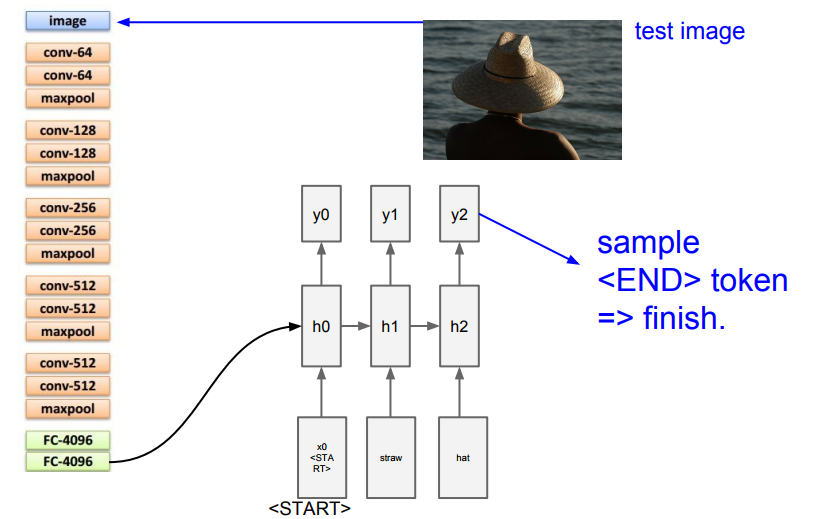 image
conv-64
conv-64
maxpool
conv-128
conv-128
maxpool
conv-256
conv-256
maxpool
conv-512
conv-512
maxpool
conv-512
conv-512
maxpool
FC-4096
FC-4096
test image
y0
y1
y2
sample
<END> token
=> finish.
h0
h1
h2
x0
<STA
RT>
straw
hat
<START>